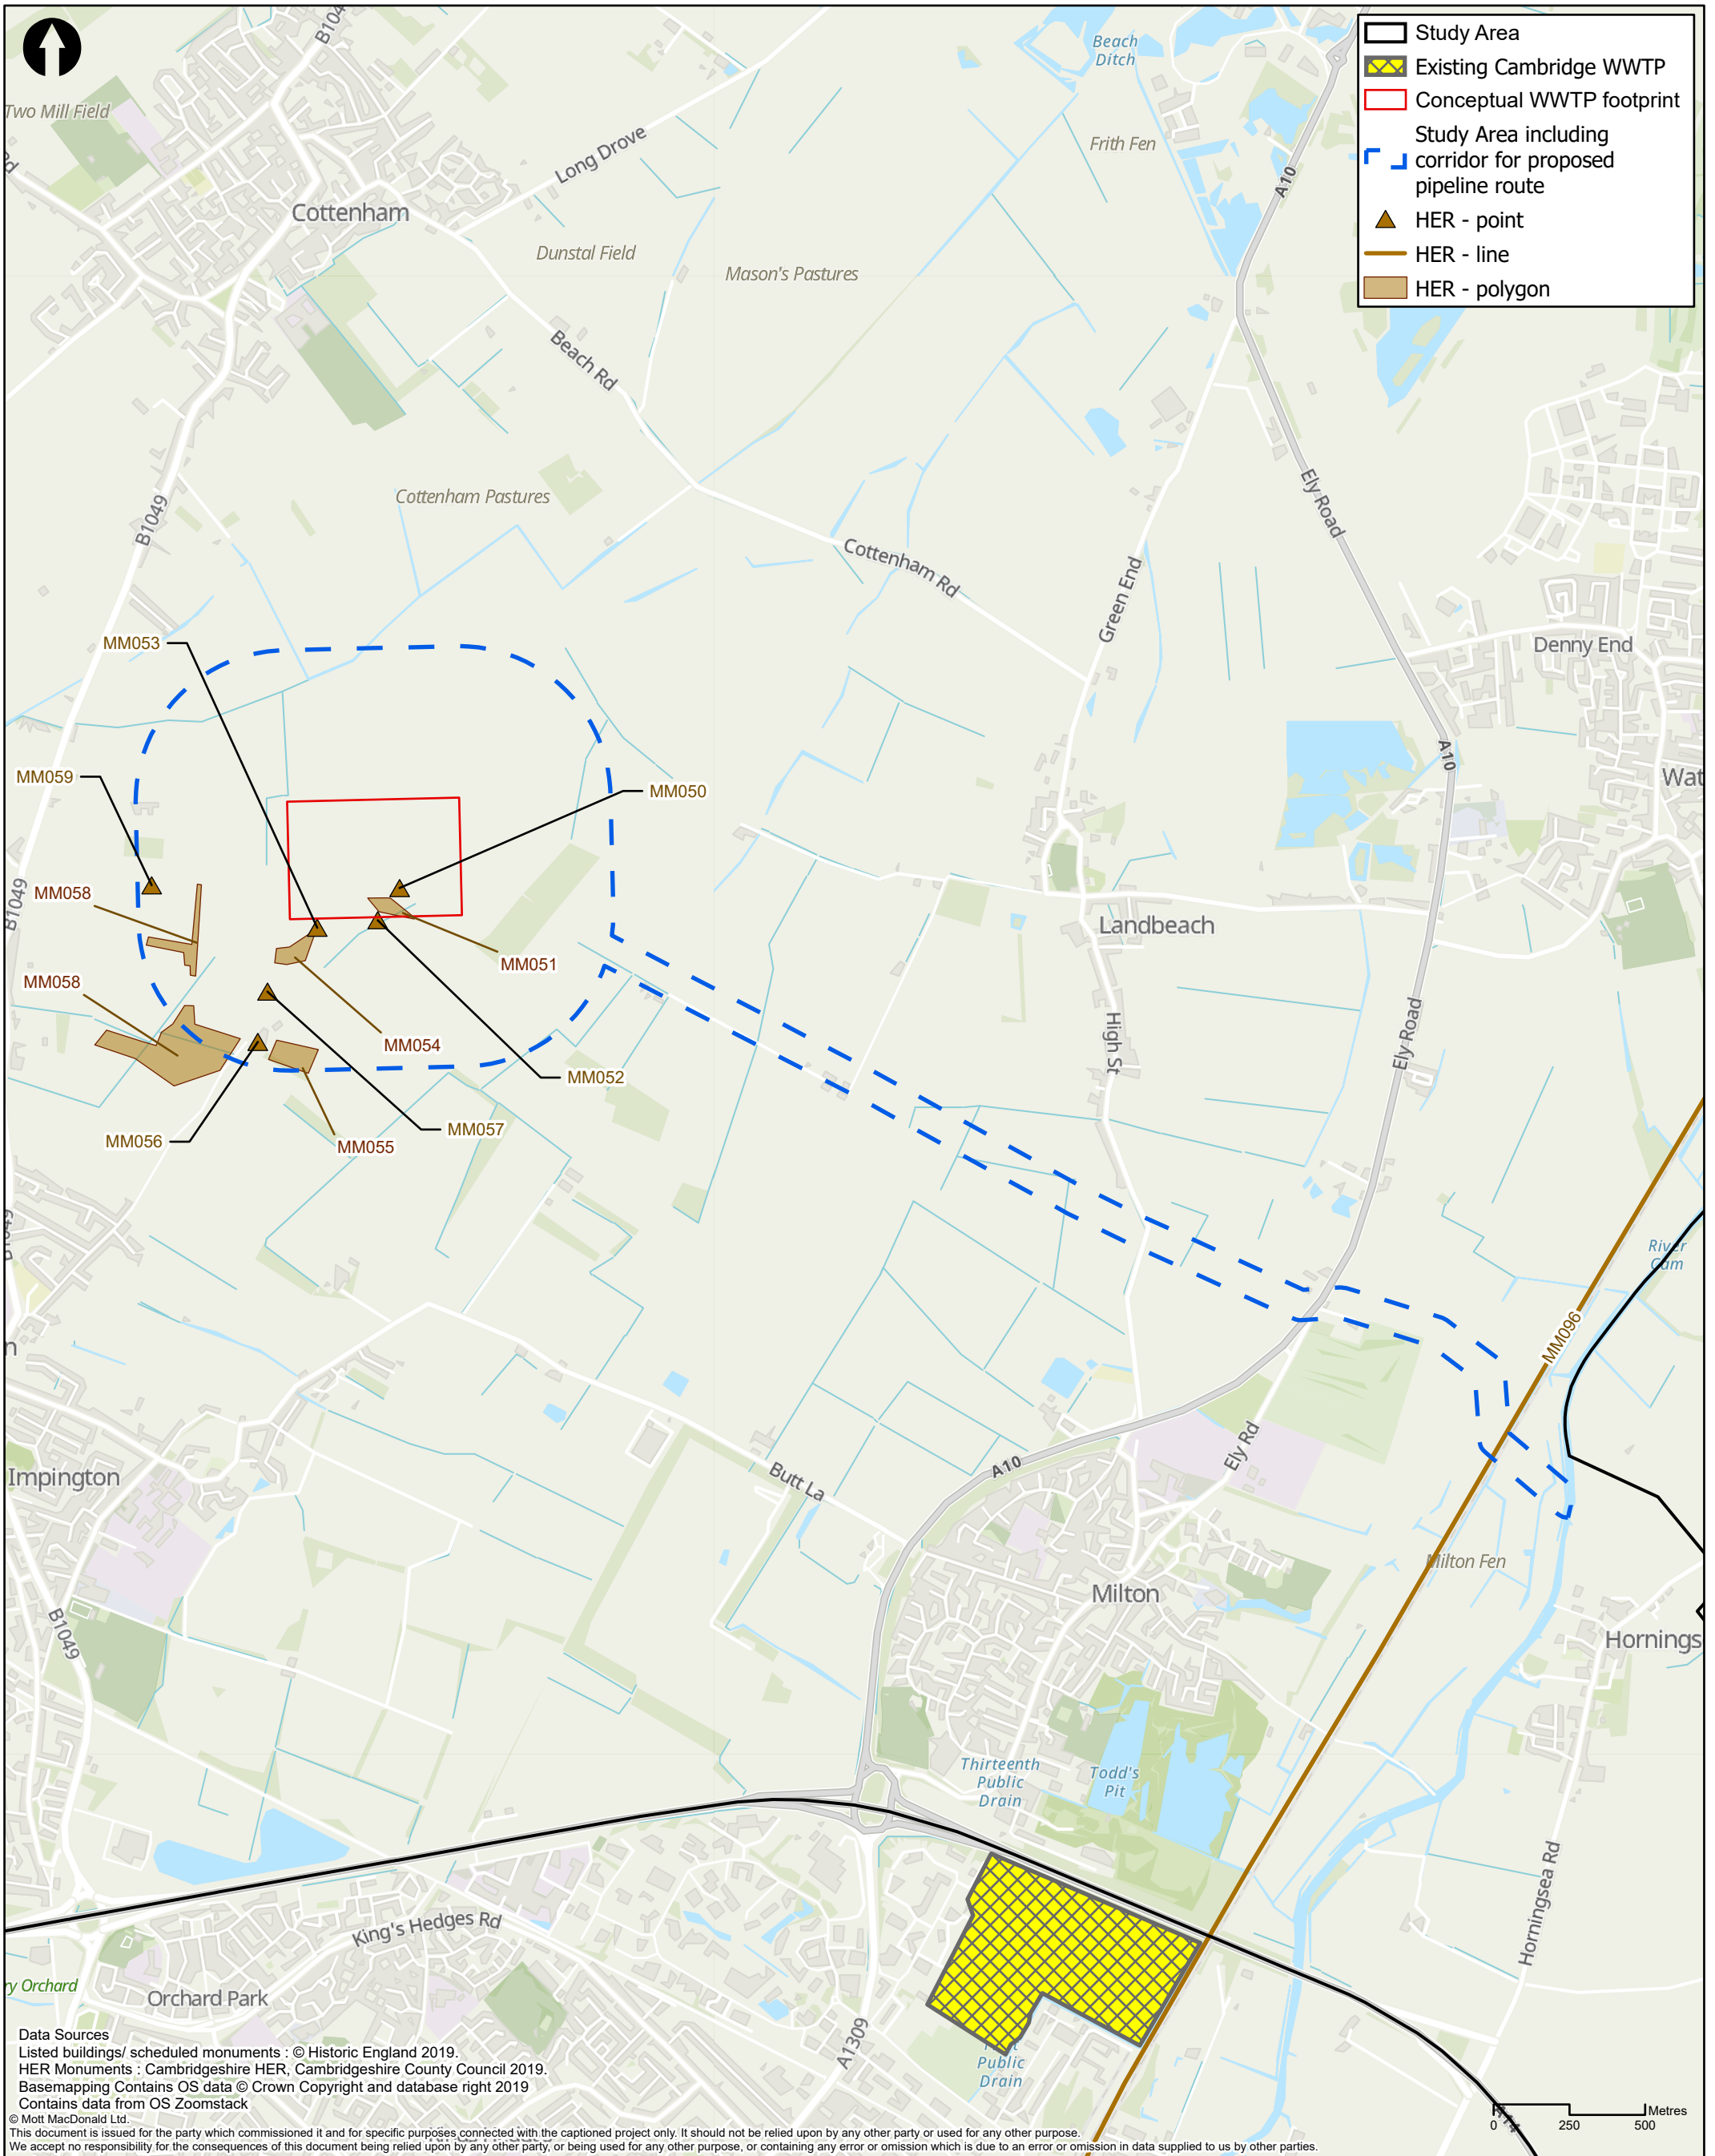 Study Area
Existing Cambridge WWTP
Conceptual WWTP footprint
Study Area including
corridor for proposed
pipeline route
HER - point
HER - line
HER - polygon
B104
Two Mill Field
Rd
Long Drove
Beach
Ditch
Frith Fen
A10
Cottenham
Dunstal Field
Mason's Pastures
Beach Rd
Cottenham Pastures
B1049
Ely Road
Cottenham Rd
Green End
Denny End
MM053
A10
Wat
MM059
MM050
MM058
B1049
Landbeach
MM051
MM058
High St
Ely Road
MM054
MM052
MM057
MM056
MM055
B1049
River
Cam
MM096
n
Impington
Butt La
A10
Ely Rd
Milton Fen
Milton
B1049
Hornings
Thirteenth
Public
Drain
Todd's
Pit
King's Hedges Rd
Horningsea Rd
ry Orchard
Orchard Park
A1309
Public
Drain
Data Sources
Listed buildings/ scheduled monuments : © Historic England 2019.
HER Monuments : Cambridgeshire HER, Cambridgeshire County Council 2019.
Basemapping Contains OS data © Crown Copyright and database right 2019
Contains data from OS Zoomstack
© Mott MacDonald Ltd.
This document is issued for the party which commissioned it and for specific purposes connected with the captioned project only. It should not be relied upon by any other party or used for any other purpose.
We accept no responsibility for the consequences of this document being relied upon by any other party, or being used for any other purpose, or containing any error or omission which is due to an error or omission in data supplied to us by other parties.
Metres
0 250 500